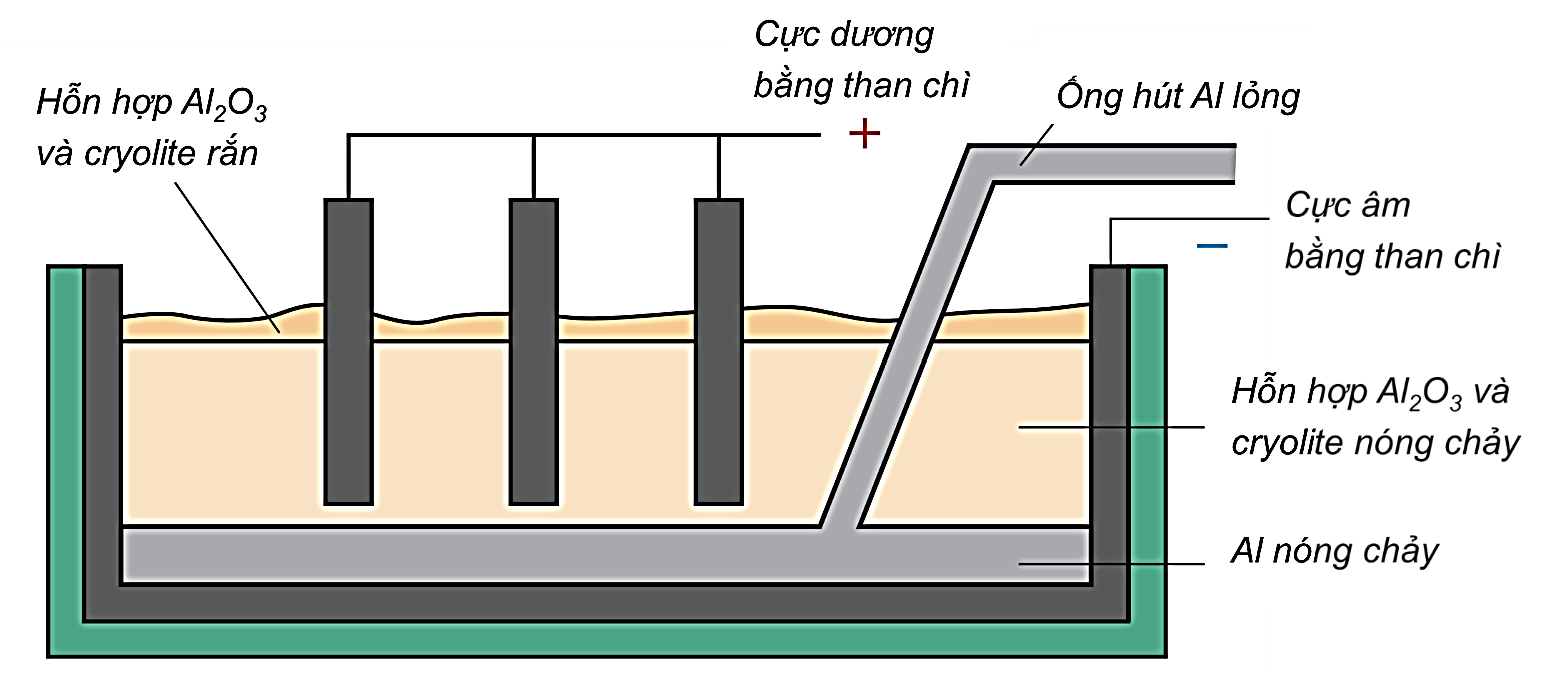 Cực dương
bằng than chì
+
Hỗn hợp Al₂O₃
và cryolite rắn
Ống hút Al lỏng
Cực âm
–
bằng than chì
Hỗn hợp Al₂O₃ và
cryolite nóng chảy
Al nóng chảy